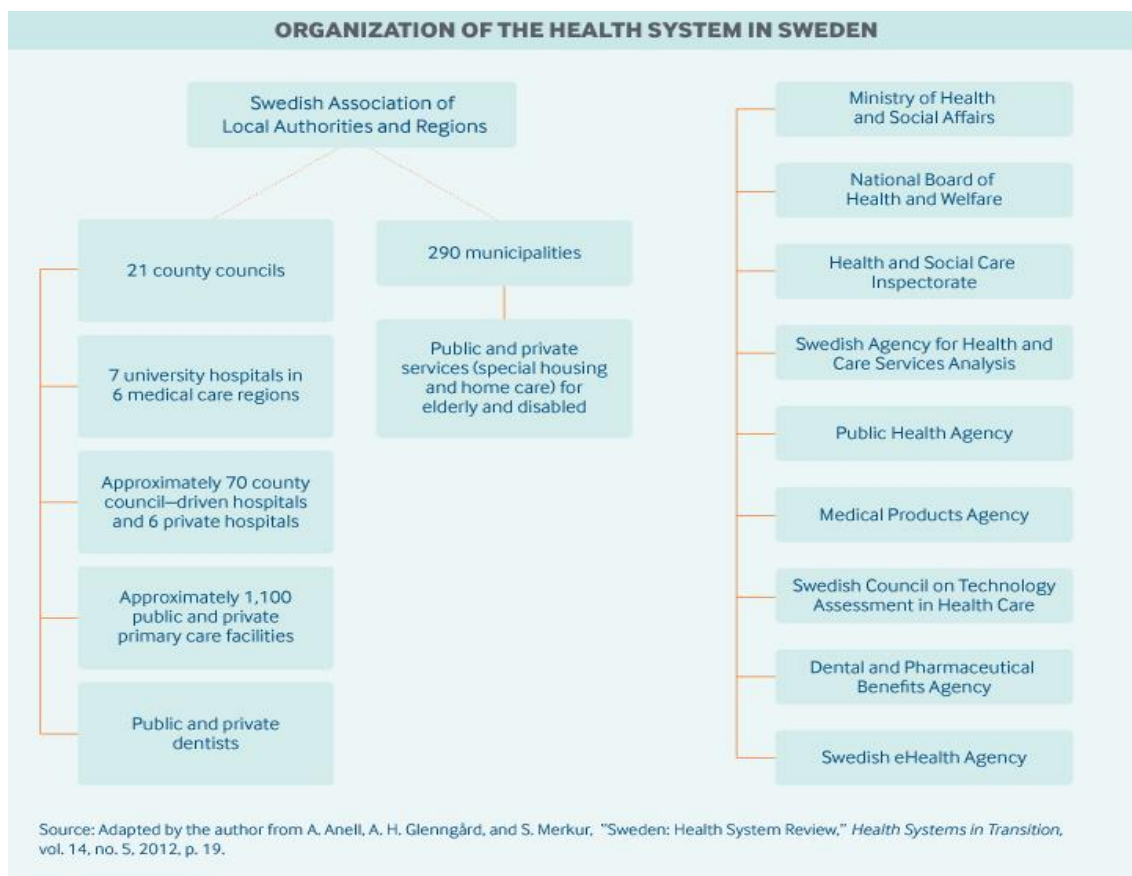 ORGANIZATION OF THE HEALTH SYSTEM IN SWEDEN
Swedish Association of
Local Authorities and Regions
21 county councils
7 university hospitals in
6 medical care regions
Approximately 70 county
council—driven hospitals
and 6 private hospitals
Approximately 1,100
public and private
primary care facilities
Public and private
dentists
290 municipalities
Public and private
services (special housing
and home care) for
elderly and disabled
Ministry of Health
and Social Affairs
National Board of
Health and Welfare
Health and Social Care
Inspectorate
Swedish Agency for Health and
Care Services Analysis
Public Health Agency
Medical Products Agency
Swedish Council on Technology
Assessment in Health Care
Dental and Pharmaceutical
Benefits Agency
Swedish eHealth Agency
Source: Adapted by the author from A. Anell, A. H. Glenngård, and S. Merkur, "Sweden: Health System Review," Health Systems in Transition,
vol. 14, no. 5, 2012, p. 19.